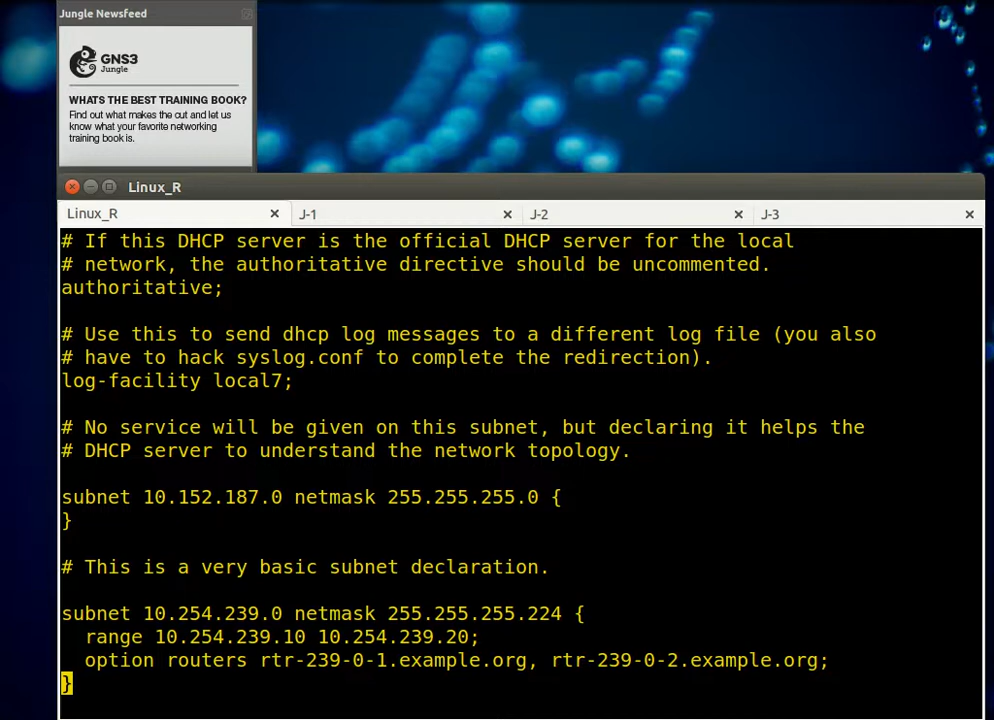 Jungle Newsfeed
GNS3
Jungle
WHATS THE BEST TRAINING BOOK?
Find out what makes the cut and let us
know what your favorite networking
training book is.
Linux_R
Linux_R
J-1
J-2
J-3
# If this DHCP server is the official DHCP server for the local
# network, the authoritative directive should be uncommented.
authoritative;
# Use this to send dhcp log messages to a different log file (you also
# have to hack syslog.conf to complete the redirection).
log-facility local7;
# No service will be given on this subnet, but declaring it helps the
# DHCP server to understand the network topology.
subnet 10.152.187.0 netmask 255.255.255.0 {
}
# This is a very basic subnet declaration.
subnet 10.254.239.0 netmask 255.255.255.224 {
  range 10.254.239.10 10.254.239.20;
  option routers rtr-239-0-1.example.org, rtr-239-0-2.example.org;
}